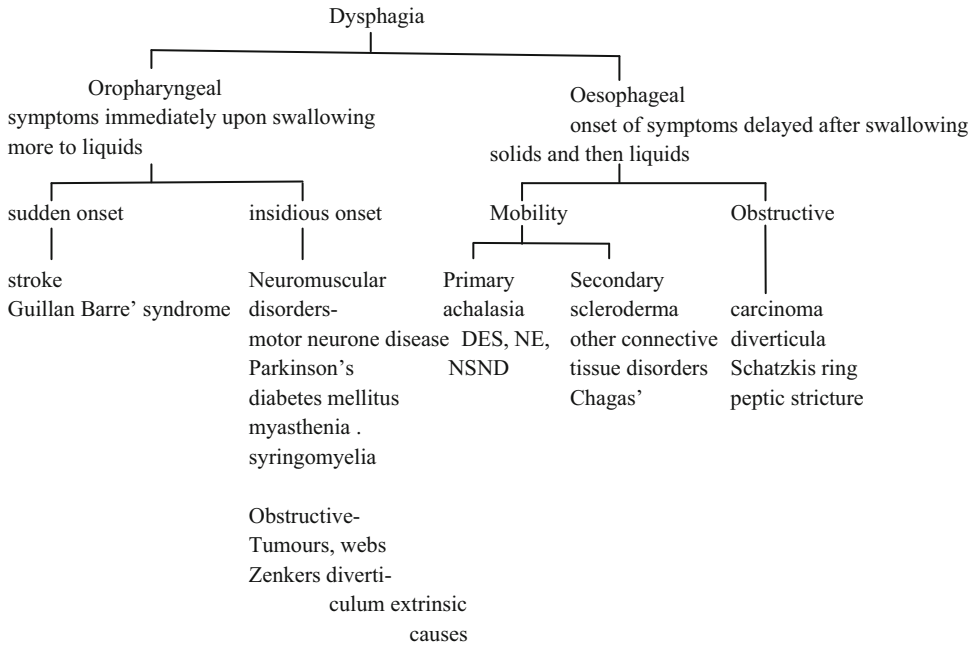 Dysphagia
Oropharyngeal
symptoms immediately upon swallowing
more to liquids
Oesophageal
onset of symptoms delayed after swallowing
solids and then liquids
sudden onset
insidious onset
Mobility
Obstructive
stroke
Guillan Barre’ syndrome
Neuromuscular
disorders-
motor neurone disease
Parkinson’s
diabetes mellitus
myasthenia .
syringomyelia
Obstructive-
Tumours, webs
Zenkers diverti-
culum extrinsic
causes
Primary
achalasia
DES, NE,
NSND
Secondary
scleroderma
other connective
tissue disorders
Chagas’
carcinoma
diverticula
Schatzkis ring
peptic stricture